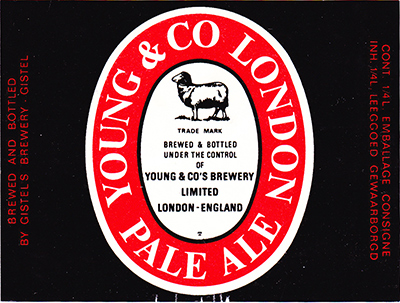 BREWED AND BOTTLED
BY GISTEL'S BREWERY - GISTEL
YOUNG & CO LONDON
PALE ALE
TRADE MARK
BREWED & BOTTLED
UNDER THE CONTROL
OF
YOUNG & CO'S BREWERY
LIMITED
LONDON - ENGLAND
CONT. 1/4 L. EMBALLAGE CONSIGNE
INH. 1/4 L. LEEGGOED GEWAARBORGD